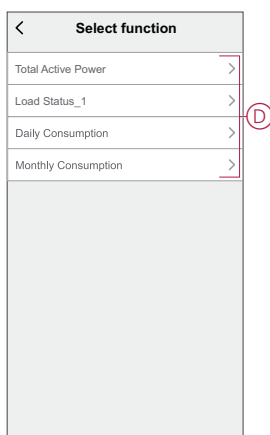 Select function
Total Active Power
Load Status_1
Daily Consumption
Monthly Consumption
D